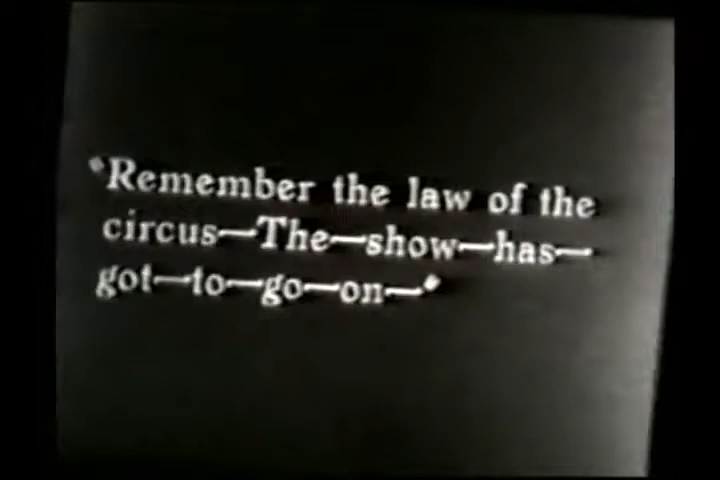 "Remember the law of the
circus—The—show—has—
got—to—go—on—"